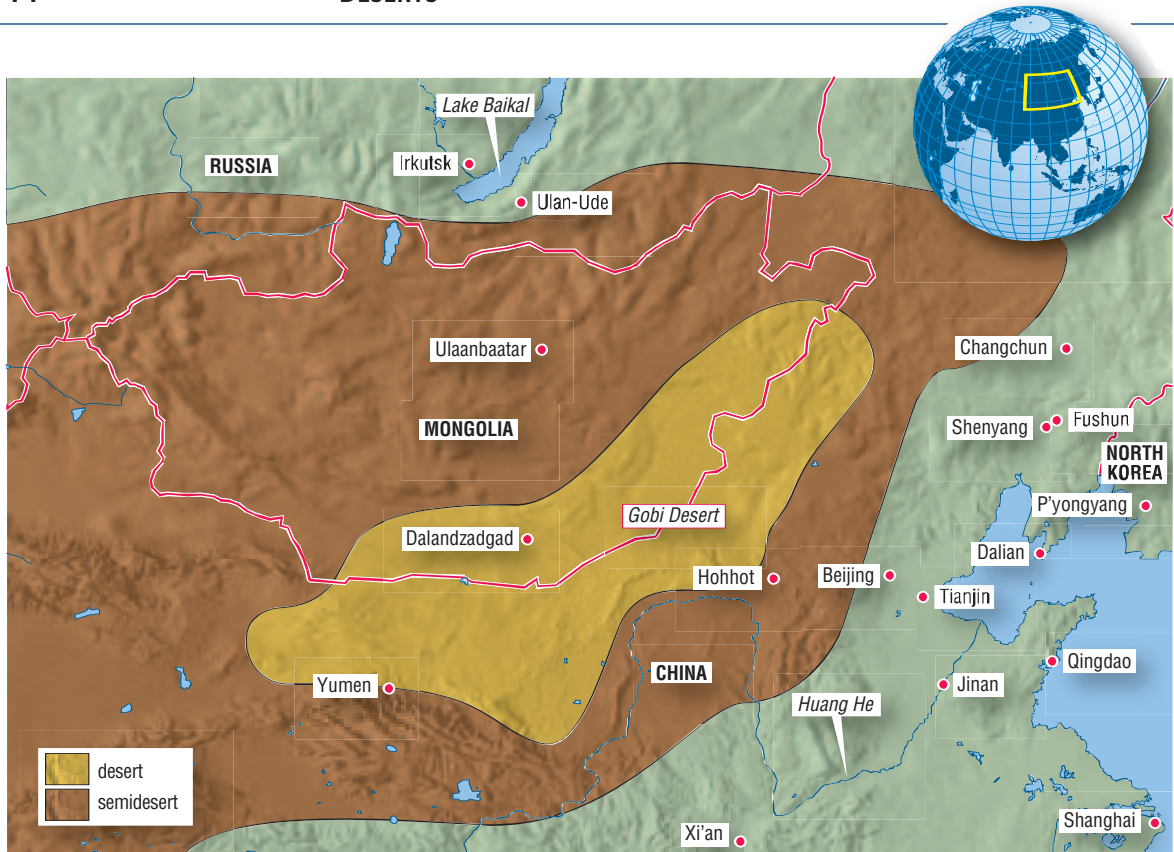 Lake Baikal
RUSSIA
Irkutsk
Ulan-Ude
Ulaanbaatar
Changchun
MONGOLIA
Shenyang
Fushun
NORTH
KOREA
P'yongyang
Gobi Desert
Dalandzadgad
Dalian
Hohhot
Beijing
Tianjin
Yumen
CHINA
Qingdao
Jinan
Huang He
desert
semidesert
Xi'an
Shanghai